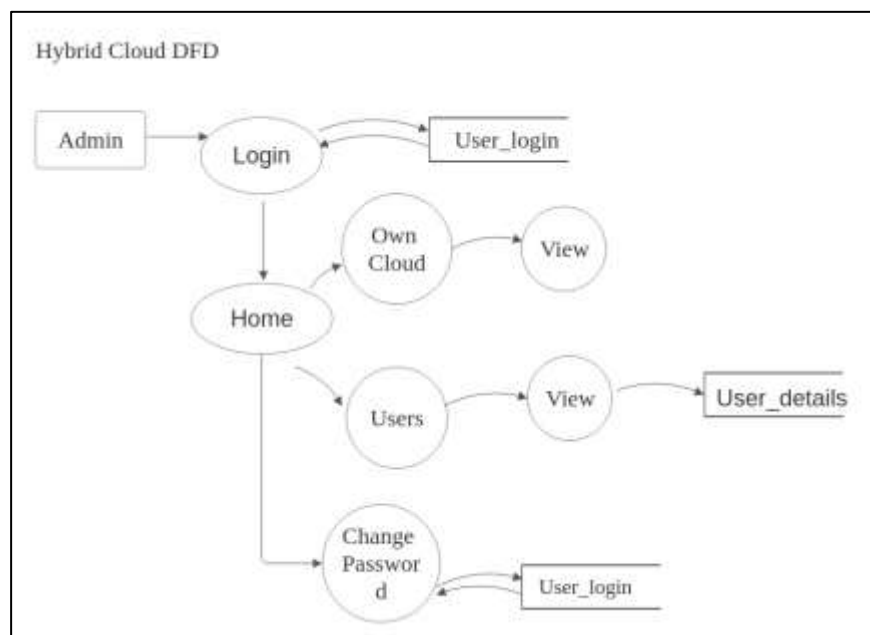 Hybrid Cloud DFD
Admin
Login
User_login
Own
Cloud
View
Home
Users
View
User_details
Change
Passwor
d
User_login